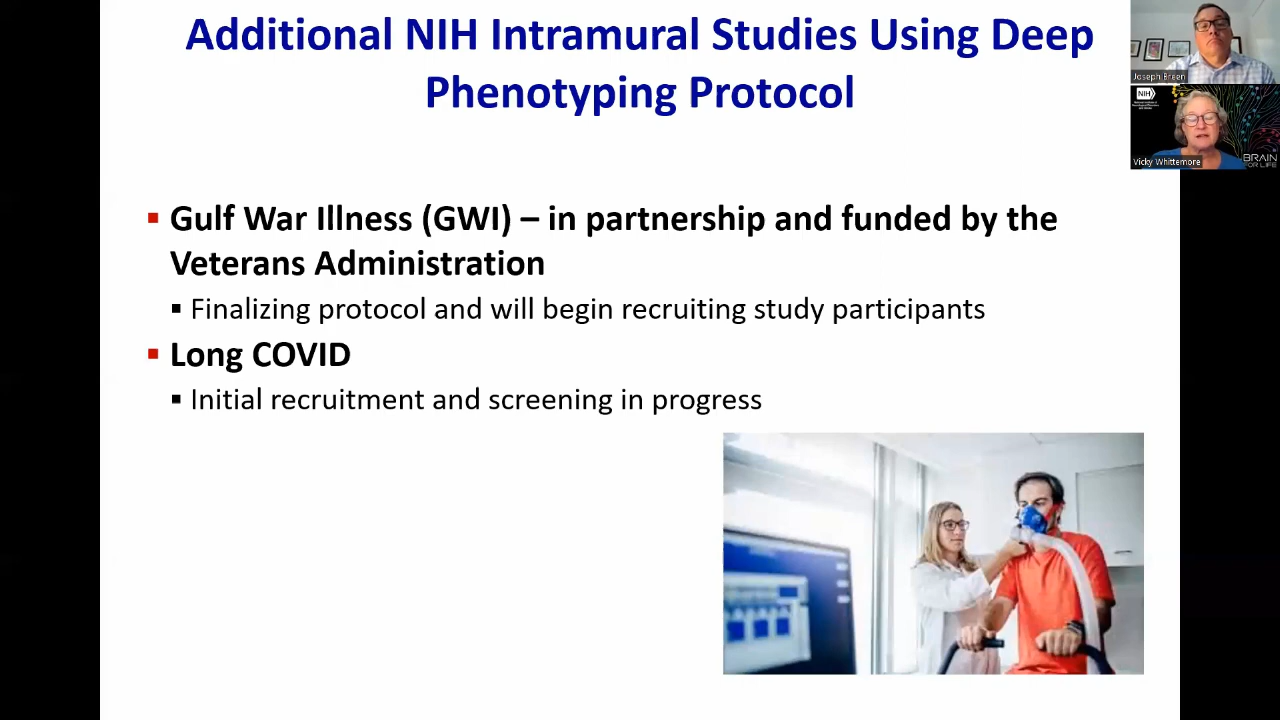 Additional NIH Intramural Studies Using Deep
Phenotyping Protocol
Joseph Breen
NIH
Vicky Whittemore
BRAIN
FOR LIFE
Gulf War Illness (GWI) – in partnership and funded by the
Veterans Administration
Finalizing protocol and will begin recruiting study participants
Long COVID
Initial recruitment and screening in progress